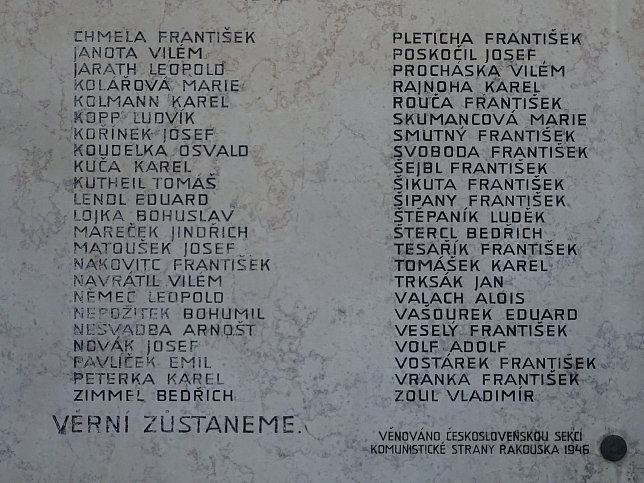 CHMELA FRANTIŠEK
JANOTA VILÉM
JARATH LEOPOLD
KOLÁŘOVÁ MARIE
KOLMANN KAREL
KOPP LUDVÍK
KOŘÍNEK JOSEF
KOUDELKA OSVALD
KUČA KAREL
KUTHEIL TOMÁŠ
LENDL EDUARD
LOJKA BOHUSLAV
MAREČEK JINDŘICH
MATOUŠEK JOSEF
NAKOVITC FRANTIŠEK
NAVRÁTIL VILÉM
NĚMEC LEOPOLD
NEPOŽITEK BOHUMIL
NESVADBA ARNOŠT
NOVÁK JOSEF
PAVLÍČEK EMIL
PETERKA KAREL
ZIMMEL BEDŘICH
PLETICHA FRANTIŠEK
POSKOČIL JOSEF
PROCHÁSKA VILÉM
RAJNOHA KAREL
ROUČA FRANTIŠEK
SKUMANCOVÁ MARIE
SMUTNÝ FRANTIŠEK
SVOBODA FRANTIŠEK
ŠEJBL FRANTIŠEK
ŠIKUTA FRANTIŠEK
ŠIPANY FRANTIŠEK
ŠTĚPANÍK LUDĚK
ŠTERCL BEDŘICH
TESAŘÍK FRANTIŠEK
TOMÁŠEK KAREL
TRKSÁK JAN
VALACH ALOIS
VAŠOUREK EDUARD
VESELÝ FRANTIŠEK
VOLF ADOLF
VOSTÁREK FRANTIŠEK
VRANKA FRANTIŠEK
ZOUL VLADIMÍR
VĚRNÍ ZŮSTANEME.
VĚNOVÁNO ČESKOSLOVENSKOU SEKCÍ
KOMUNISTICKÉ STRANY RAKOUSKA 1946